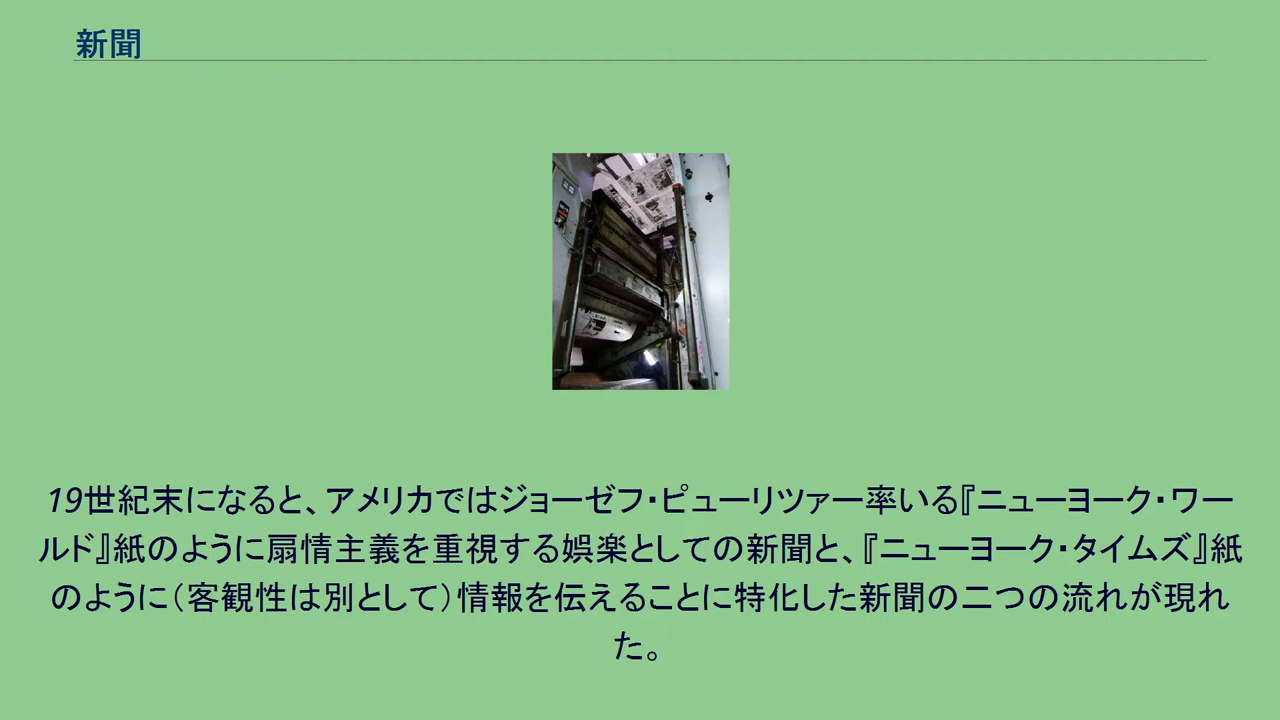 新聞
19世紀末になると、アメリカではジョーゼフ・ピューリツァー率いる『ニューヨーク・ワー
ルド』紙のように扇情主義を重視する娯楽としての新聞と、『ニューヨーク・タイムズ』紙
のように(客観性は別として)情報を伝えることに特化した新聞の二つの流れが現れ
た。